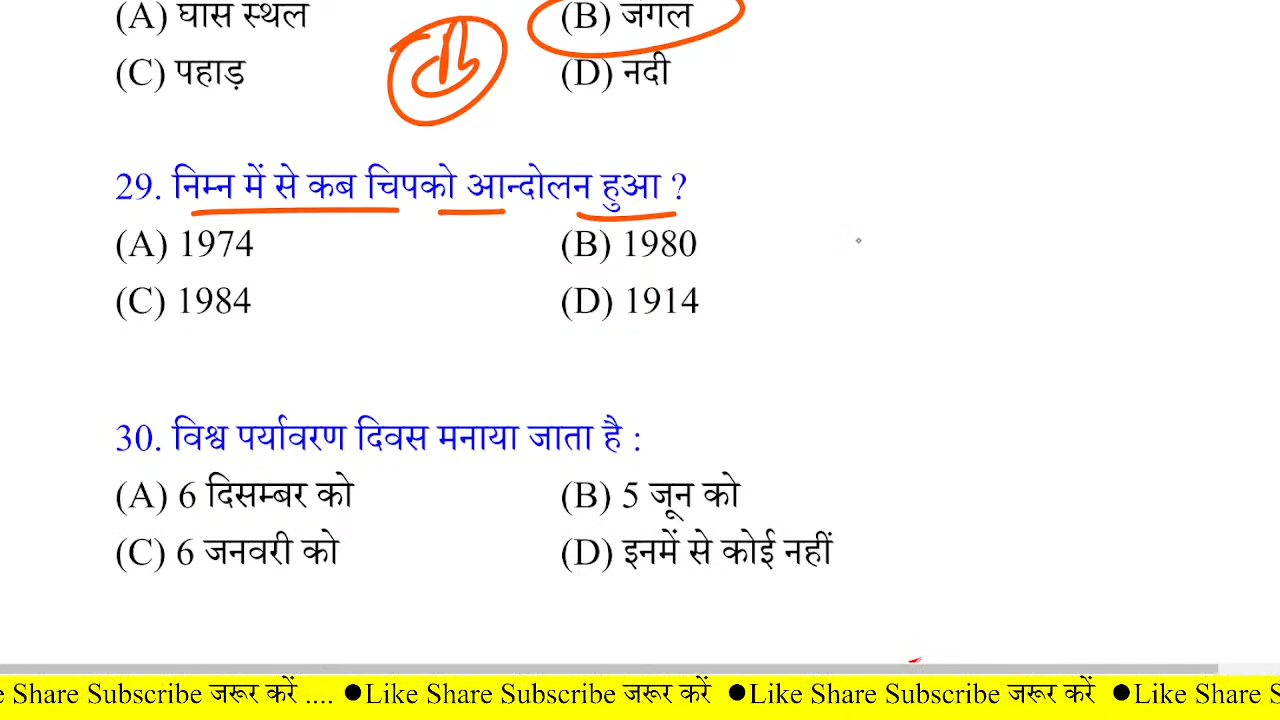 (A) घास स्थल (B) जंगल
(C) पहाड़ (D) नदी
29. निम्न में से कब चिपको आन्दोलन हुआ ?
(A) 1974 (B) 1980
(C) 1984 (D) 1914
30. विश्व पर्यावरण दिवस मनाया जाता है :
(A) 6 दिसम्बर को (B) 5 जून को
(C) 6 जनवरी को (D) इनमें से कोई नहीं
e Share Subscribe जरूर करें .... ●Like Share Subscribe जरूर करें ●Like Share Subscribe जरूर करें ●Like Share S